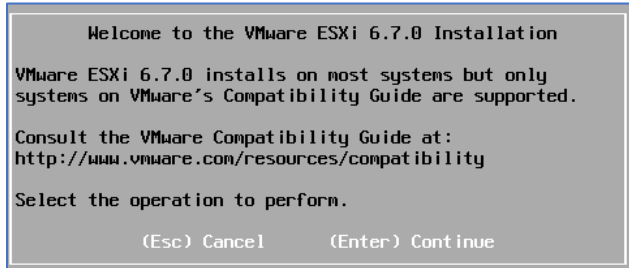 Welcome to the VMware ESXi 6.7.0 Installation
VMware ESXi 6.7.0 installs on most systems but only
systems on VMware's Compatibility Guide are supported.
Consult the VMware Compatibility Guide at:
http://www.vmware.com/resources/compatibility
Select the operation to perform.
(Esc) Cancel (Enter) Continue